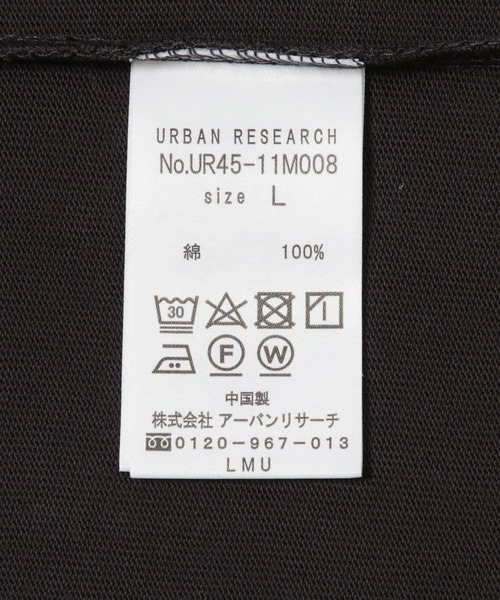 URBAN RESEARCH
No.UR45-11M008
size L
綿 100%
30
F W
中国製
株式会社 アーバンリサーチ
0120-967-013
LMU